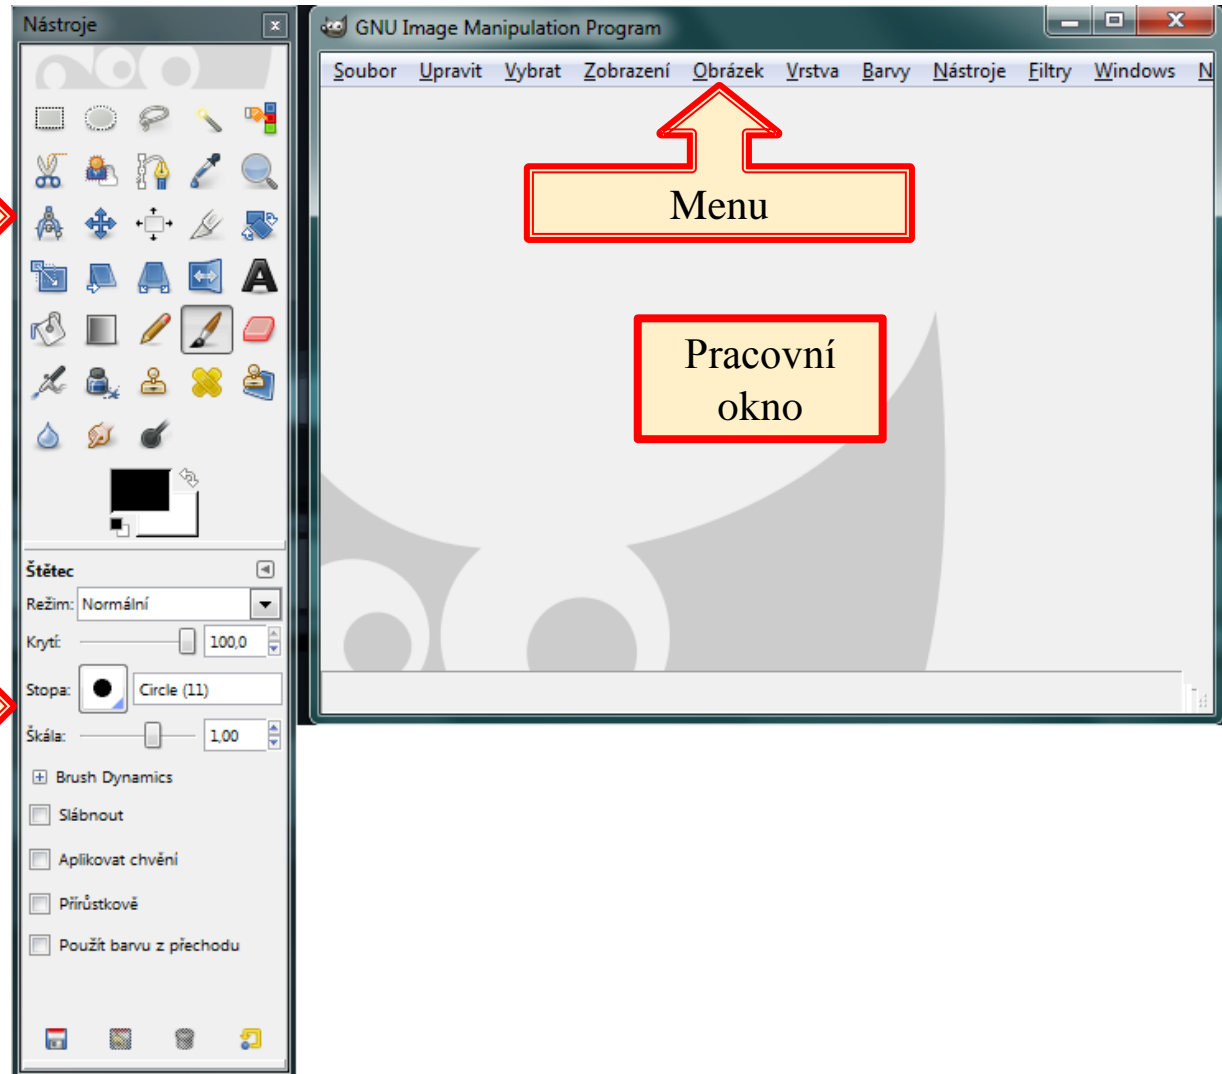 Nástroje
GNU Image Manipulation Program
Soubor Upravit Vybrat Zobrazení Obrázek Vrstva Barvy Nástroje Filtry Windows N
Menu
Pracovní
okno
Štětec
Režim: Normální
Krytí: 100,0
Stopa: Circle (11)
Škála: 1,00
Brush Dynamics
Slábnout
Aplikovat chvění
Přírůstkově
Použít barvu z přechodu